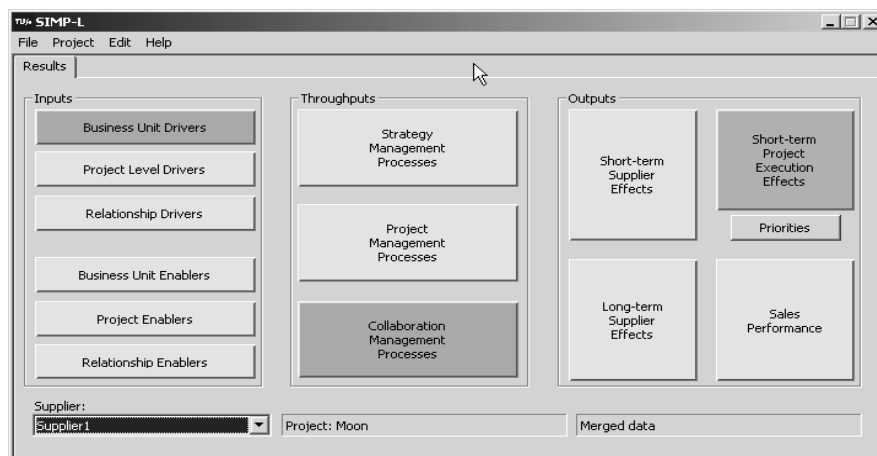 TU/e SIMP-L
File Project Edit Help
Results
Inputs
Business Unit Drivers
Project Level Drivers
Relationship Drivers
Business Unit Enablers
Project Enablers
Relationship Enablers
Throughputs
Strategy
Management
Processes
Project
Management
Processes
Collaboration
Management
Processes
Outputs
Short-term
Supplier
Effects
Short-term
Project
Execution
Effects
Priorities
Long-term
Supplier
Effects
Sales
Performance
Supplier:
Supplier1
Project: Moon
Merged data